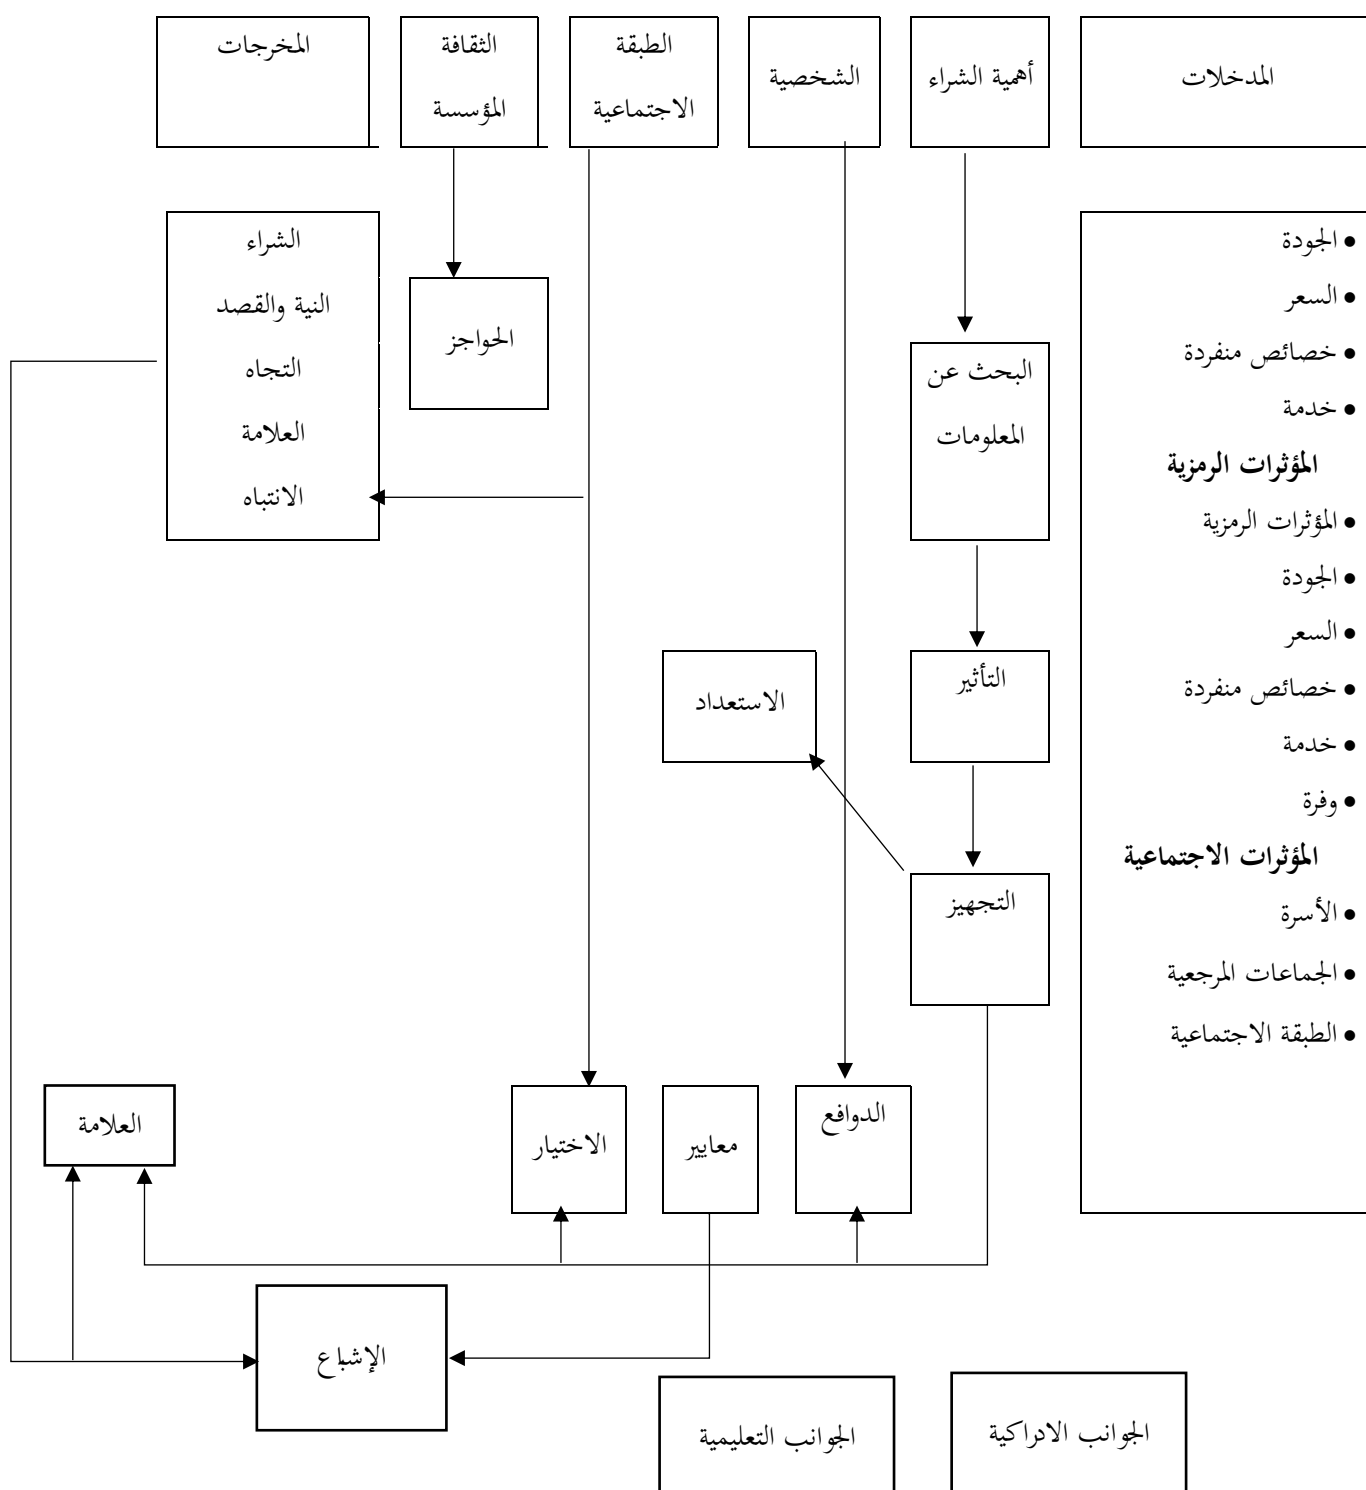 المدخلات
أهمية الشراء
الشخصية
الطبقة
الاجتماعية
الثقافة
المؤسسة
المخرجات
• الجودة
• السعر
• خصائص منفردة
• خدمة
المؤثرات الرمزية
• المؤثرات الرمزية
• الجودة
• السعر
• خصائص منفردة
• خدمة
• وفرة
المؤثرات الاجتماعية
• الأسرة
• الجماعات المرجعية
• الطبقة الاجتماعية
البحث عن
المعلومات
الحواجز
الشراء
النية والقصد
التجاه
العلامة
الانتباه
التأثير
الاستعداد
التجهيز
الدوافع
معايير
الاختيار
العلامة
الإشباع
الجوانب الادراكية
الجوانب التعليمية